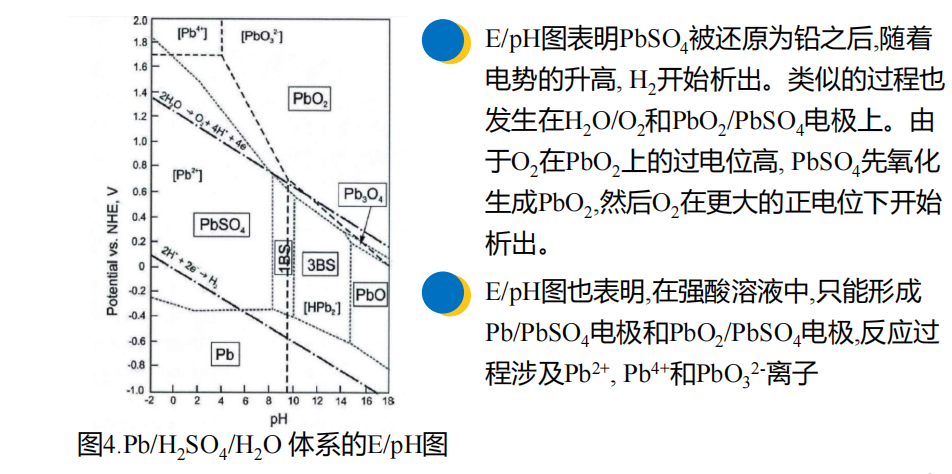 2.0
1.8
1.6
1.4
1.2
1.0
0.8
0.6
0.4
0.2
0
-0.2
-0.4
-0.6
-0.8
-1.0
Potential vs. NHE, V
[Pb⁴⁺]
[PbO₃²⁻]
PbO₂
2H₂O → O₂ + 4H⁺ + 4e
[Pb²⁺]
Pb₃O₄
PbSO₄
1BS
3BS
2H⁺ + 2e⁻ → H₂
[HPb₂⁻]
PbO
Pb
-2 0 2 4 6 8 10 12 14 16 18
pH
图4.Pb/H₂SO₄/H₂O 体系的E/pH图
E/pH图表明PbSO₄被还原为铅之后,随着
电势的升高, H₂开始析出。类似的过程也
发生在H₂O/O₂和PbO₂/PbSO₄电极上。由
于O₂在PbO₂上的过电位高, PbSO₄先氧化
生成PbO₂,然后O₂在更大的正电位下开始
析出。
E/pH图也表明,在强酸溶液中,只能形成
Pb/PbSO₄电极和PbO₂/PbSO₄电极,反应过
程涉及Pb²⁺, Pb⁴⁺和PbO₃²⁻离子